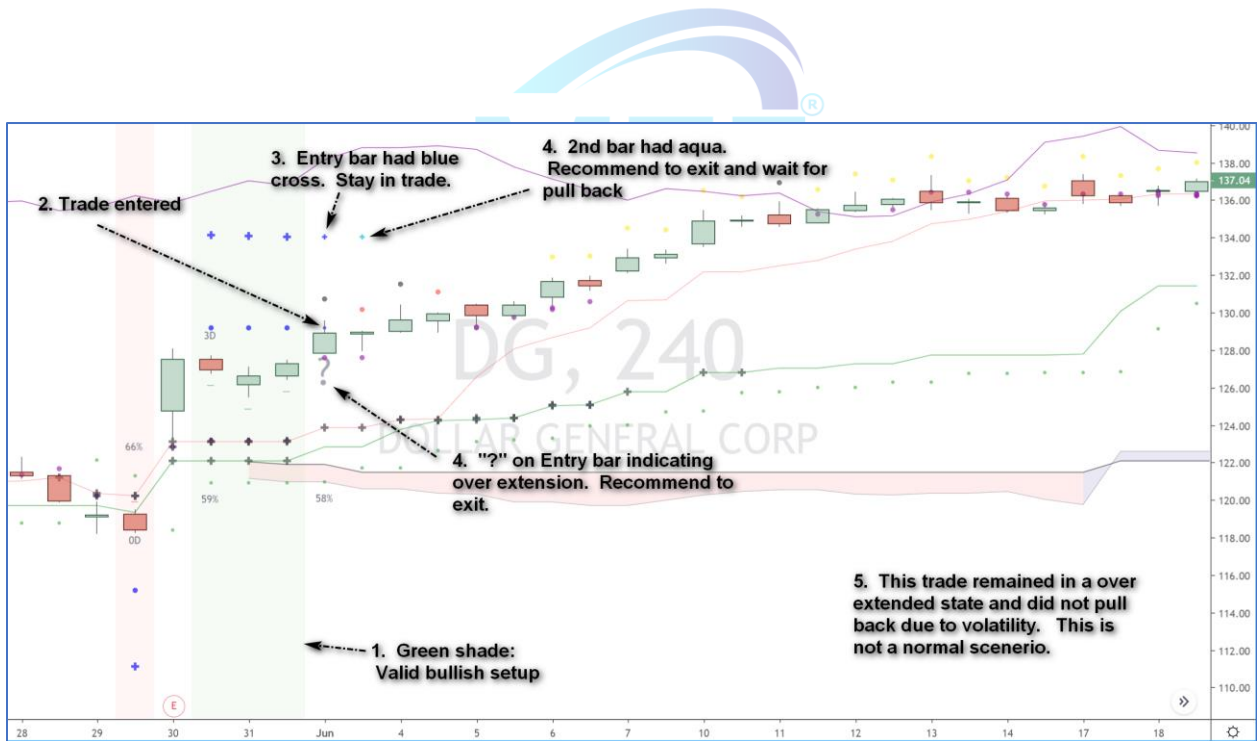 ®
3. Entry bar had blue
cross. Stay in trade.
4. 2nd bar had aqua.
Recommend to exit and wait for
pull back
2. Trade entered
140.00
138.00
137.04
136.00
134.00
132.00
130.00
128.00
126.00
124.00
122.00
120.00
118.00
116.00
114.00
112.00
110.00
3D
?
66%
59%
58%
0D
DG, 240
DOLLAR GENERAL CORP
4. "?" on Entry bar indicating
over extension. Recommend to
exit.
5. This trade remained in a over
extended state and did not pull
back due to volatility. This is
not a normal scenerio.
1. Green shade:
Valid bullish setup
E
»
28 29 30 31 Jun 4 5 6 7 10 11 12 13 14 17 18